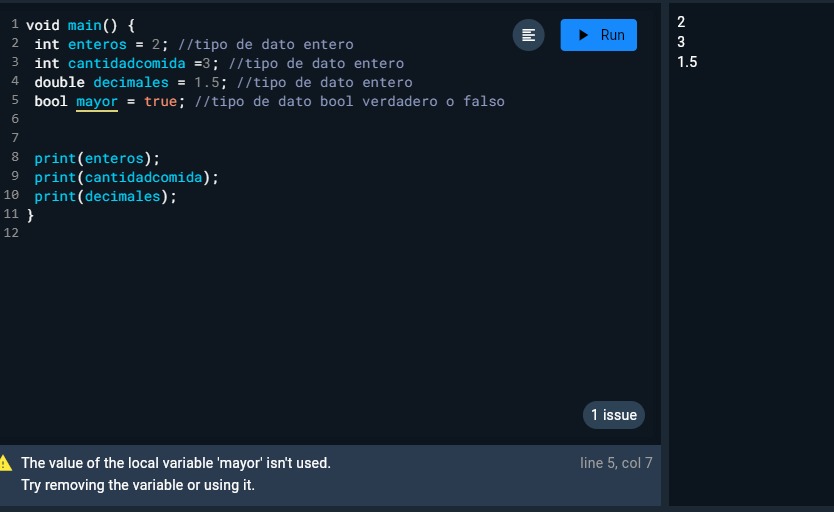 1 void main() {
2 int enteros = 2; //tipo de dato entero
3 int cantidadcomida =3; //tipo de dato entero
4 double decimales = 1.5; //tipo de dato entero
5 bool mayor = true; //tipo de dato bool verdadero o falso
6
7
8 print(enteros);
9 print(cantidadcomida);
10 print(decimales);
11 }
12
Run
1 issue
The value of the local variable 'mayor' isn't used.
line 5, col 7
Try removing the variable or using it.
2
3
1.5